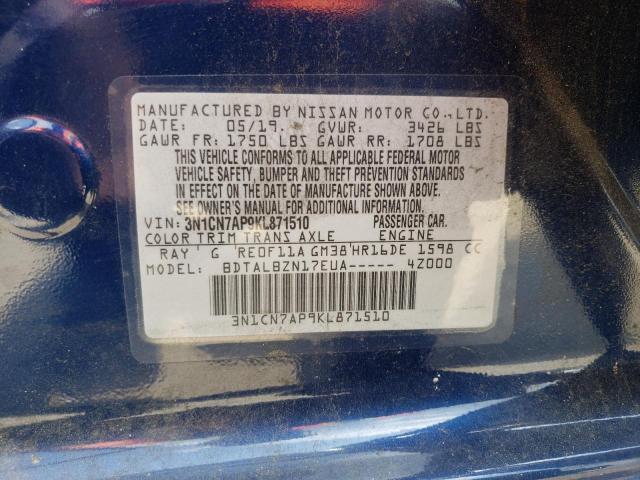 MANUFACTURED BY NISSAN MOTOR CO.,LTD.
DATE: 05/19 GVWR: 3426 LBS
GAWR FR: 1750 LBS GAWR RR: 1708 LBS
THIS VEHICLE CONFORMS TO ALL APPLICABLE FEDERAL MOTOR
VEHICLE SAFETY, BUMPER AND THEFT PREVENTION STANDARDS
IN EFFECT ON THE DATE OF MANUFACTURE SHOWN ABOVE.
SEE OWNER'S MANUAL FOR ADDITIONAL INFORMATION.
VIN: 3N1CN7AP9KL871510 PASSENGER CAR.
COLOR TRIM TRANS AXLE ENGINE
RAY G RE0F11A GM38 HR16DE 1598 CC
BDTALBZN17EUA----- 4Z000
3N1CN7AP9KL871510